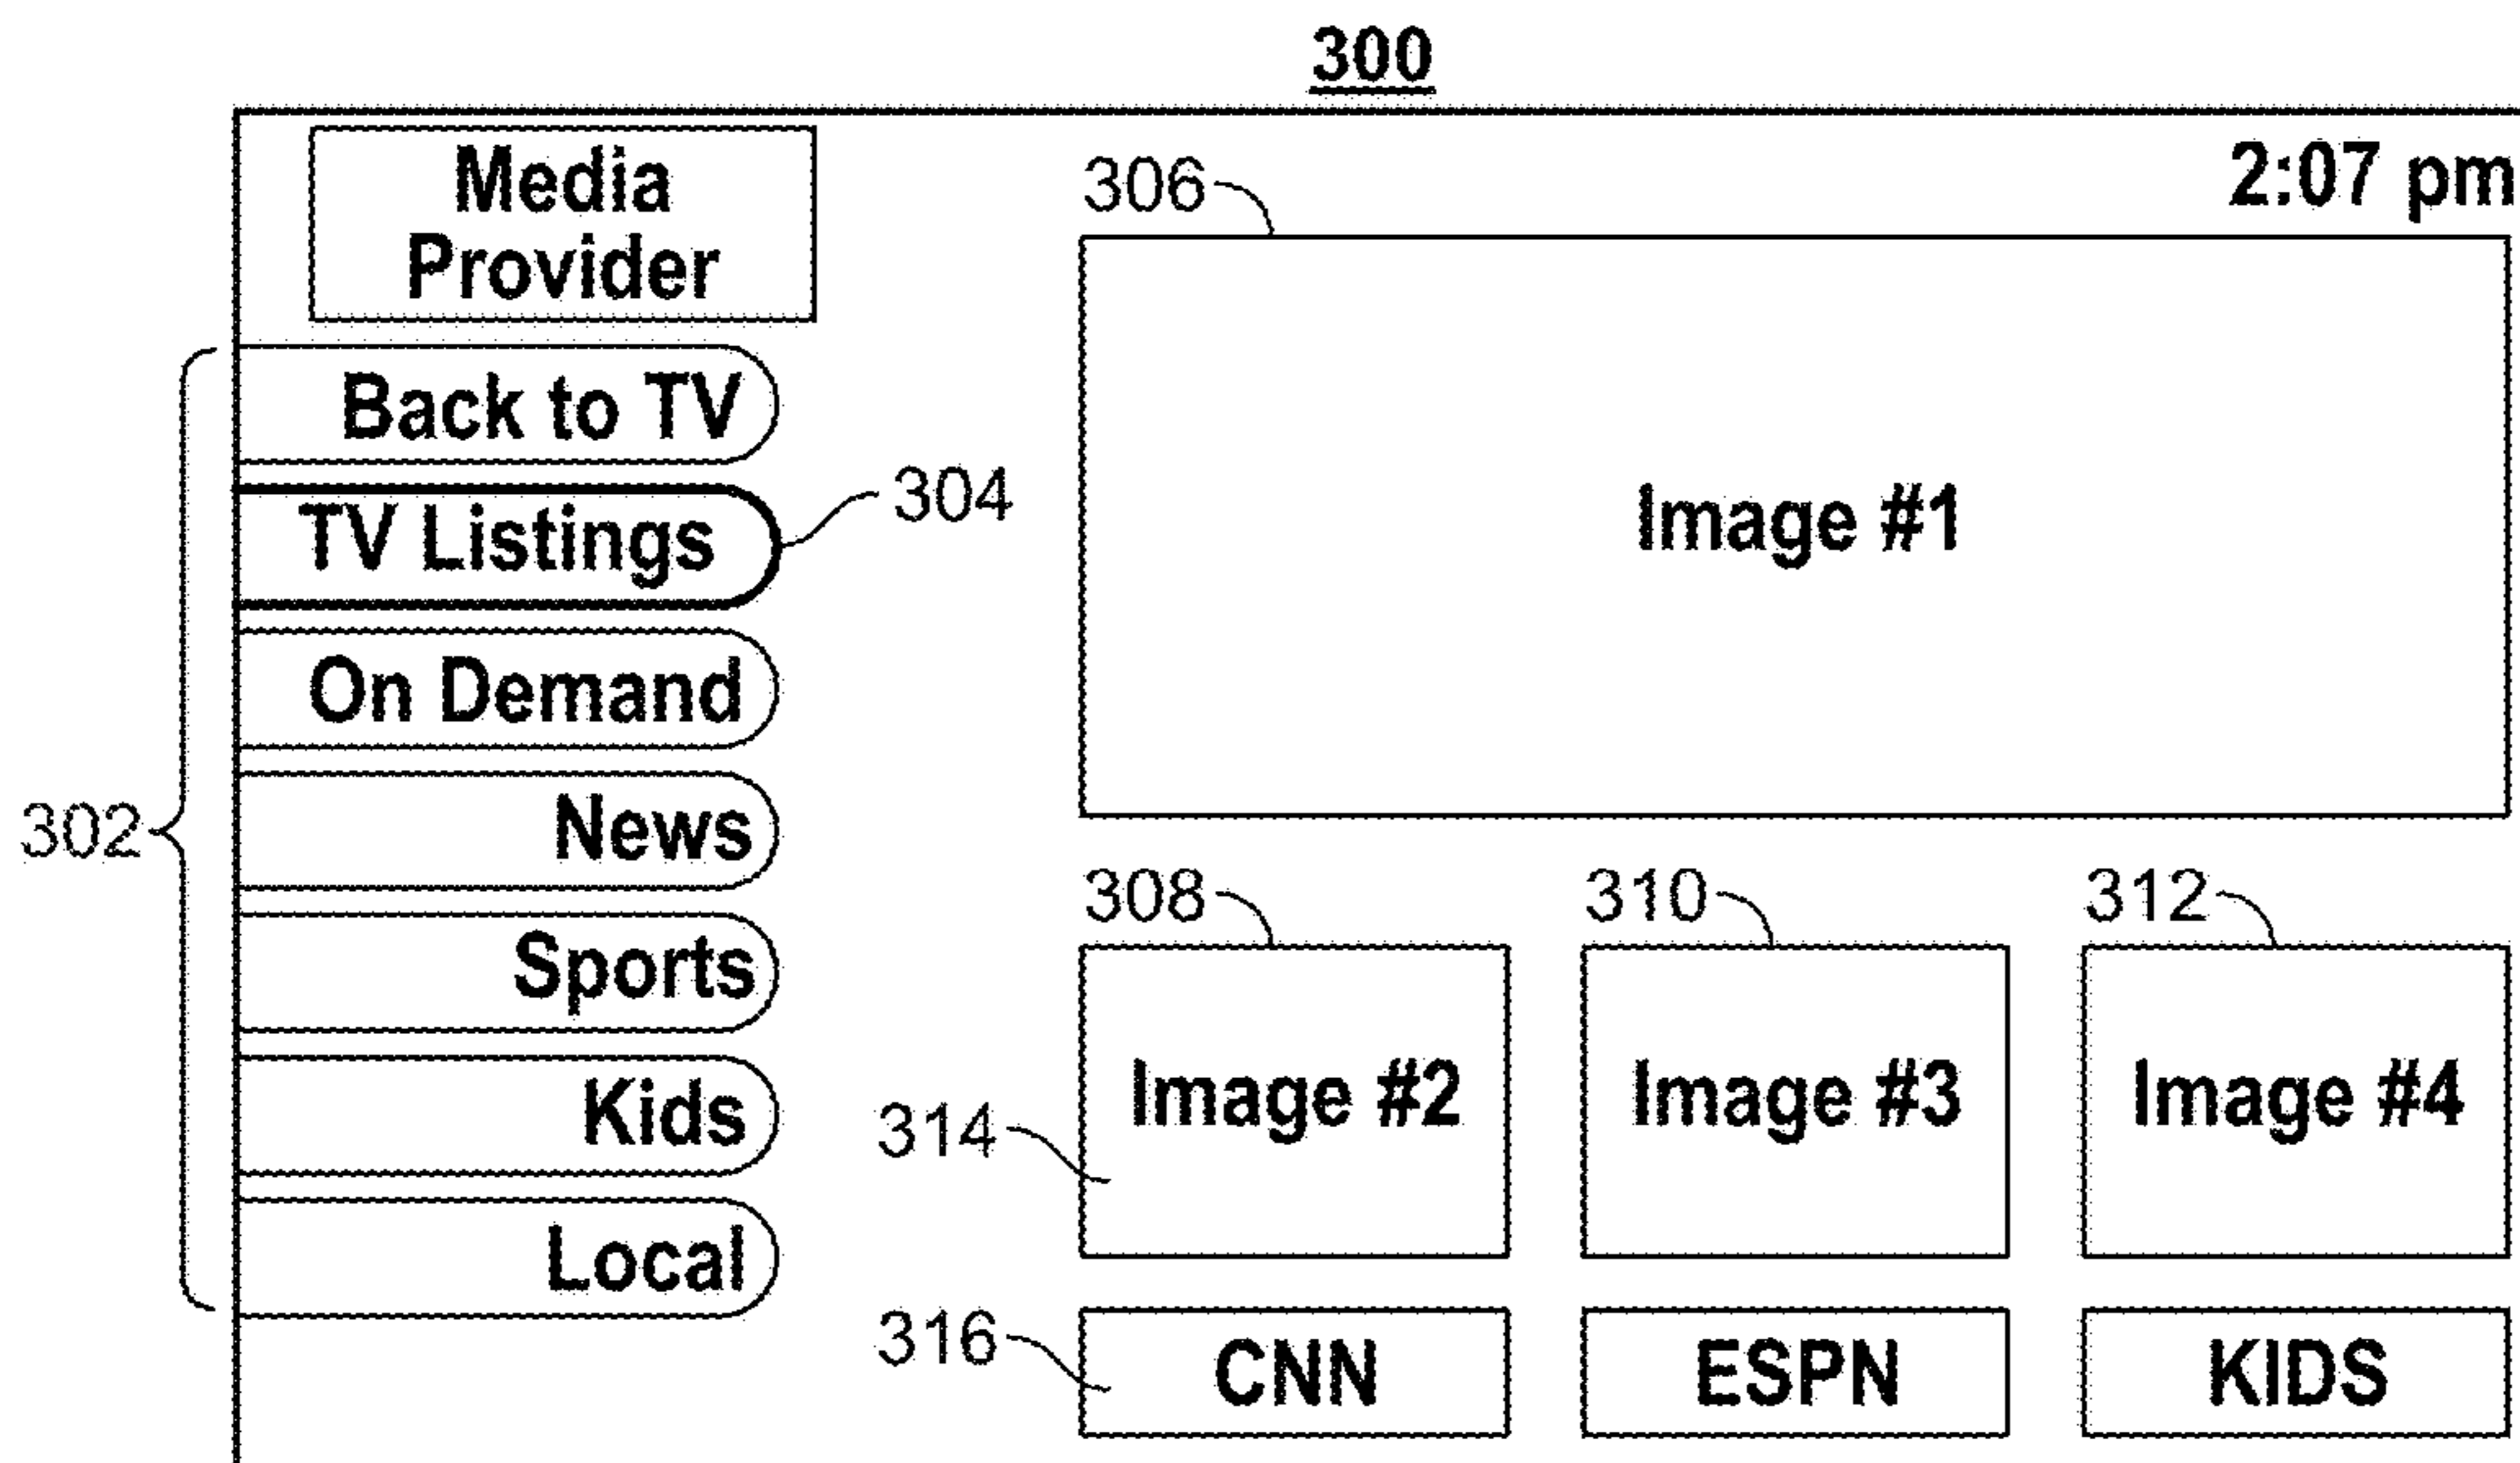 300
Media
Provider
2:07 pm
306
Back to TV
304
TV Listings
Image #1
On Demand
302
News
308
310
312
Sports
Image #2
Image #3
Image #4
314
Kids
Local
316
CNN
ESPN
KIDS